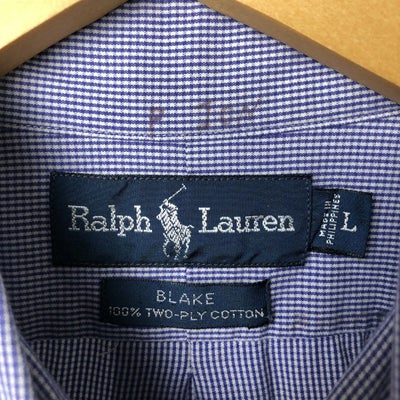 Ralph Lauren
L
MADE IN
PHILIPPINES
BLAKE
100% TWO-PLY COTTON